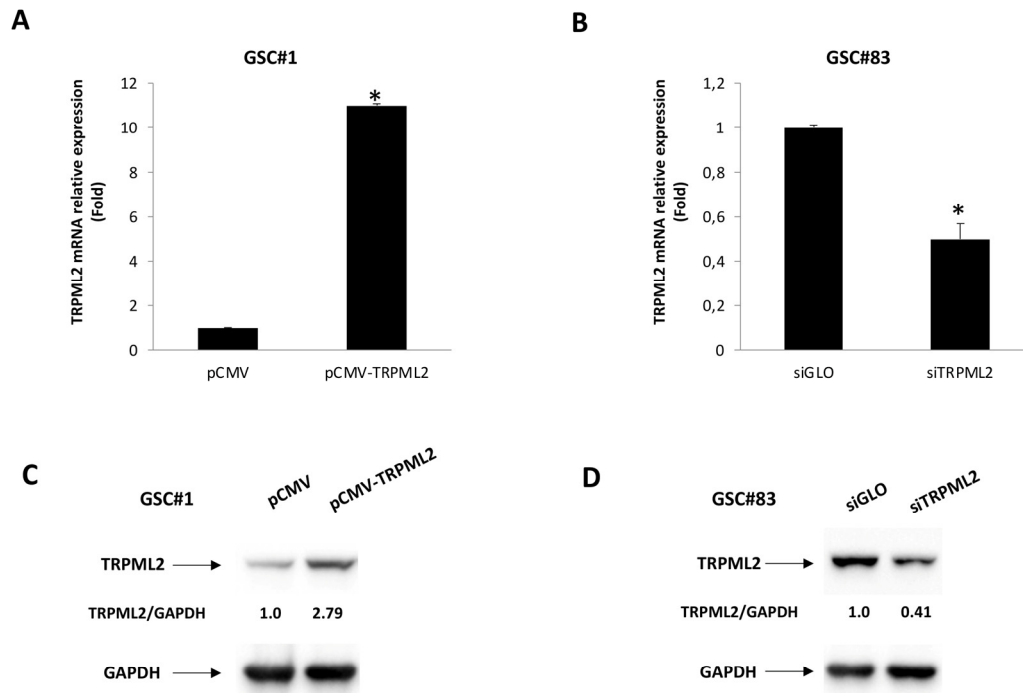 A
GSC#1
TRPML2 mRNA relative expression
(Fold)
12
10
8
6
4
2
0
*
pCMV
pCMV-TRPML2
B
GSC#83
TRPML2 mRNA relative expression
(Fold)
1,2
1
0,8
0,6
0,4
0,2
0
*
siGLO
siTRPML2
C
GSC#1
pCMV
pCMV-TRPML2
TRPML2
TRPML2/GAPDH 1.0 2.79
GAPDH
D
GSC#83
siGLO
siTRPML2
TRPML2
TRPML2/GAPDH 1.0 0.41
GAPDH